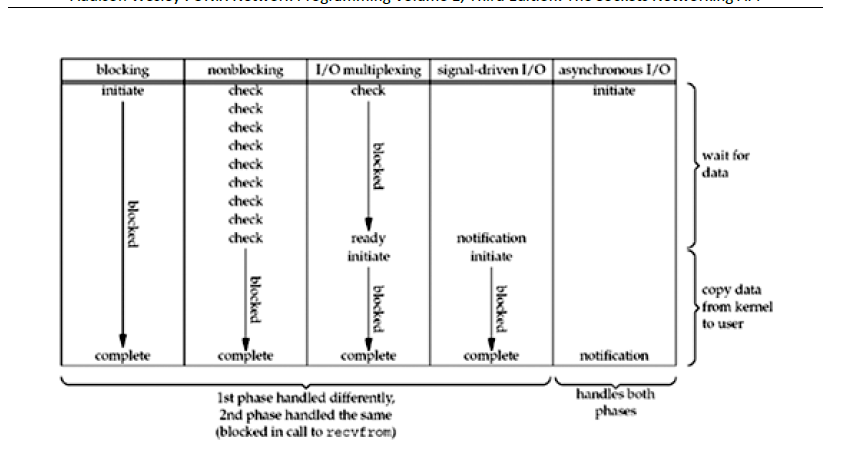 Addison Wesley : UNIX Network Programming Volume 1, Third Edition: The Sockets Networking API
blocking nonblocking I/O multiplexing signal-driven I/O asynchronous I/O
initiate check check initiate
check
check
check
check
check
check
check
check ready notification
initiate initiate
blocked
blocked
blocked
blocked
blocked
complete complete complete complete notification
wait for
data
copy data
from kernel
to user
1st phase handled differently,
2nd phase handled the same
(blocked in call to recvfrom)
handles both
phases